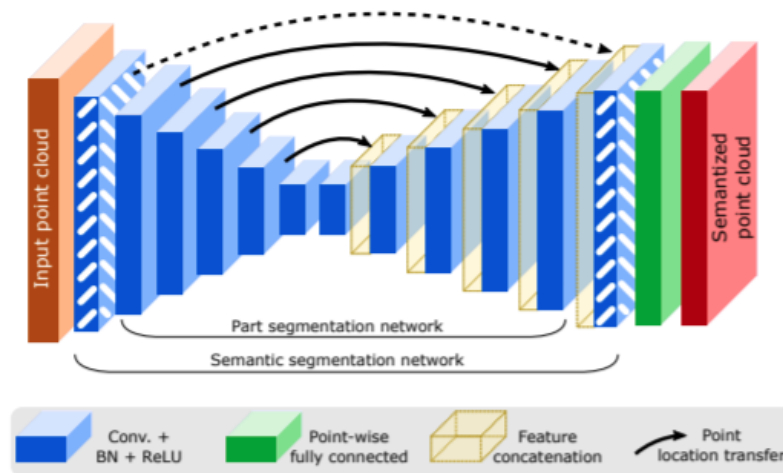 Input point cloud
Semantized
point cloud
Part segmentation network
Semantic segmentation network
Conv. +
BN + ReLU
Point-wise
fully connected
Feature
concatenation
Point
location transfer